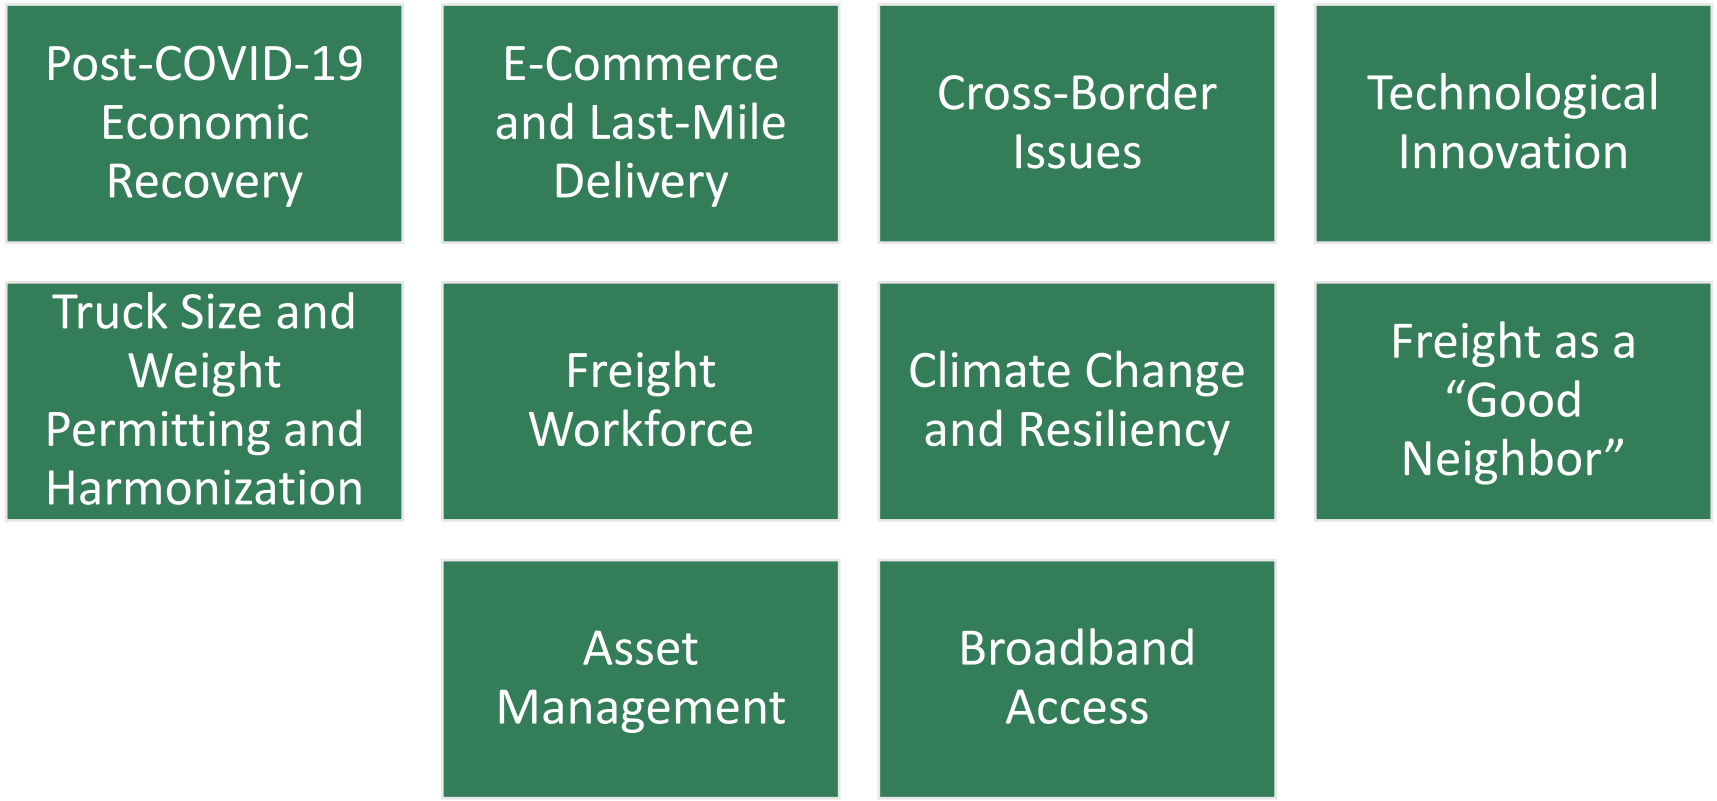 Post-COVID-19
Economic
Recovery
E-Commerce
and Last-Mile
Delivery
Cross-Border
Issues
Technological
Innovation
Truck Size and
Weight
Permitting and
Harmonization
Freight
Workforce
Climate Change
and Resiliency
Freight as a
“Good
Neighbor”
Asset
Management
Broadband
Access